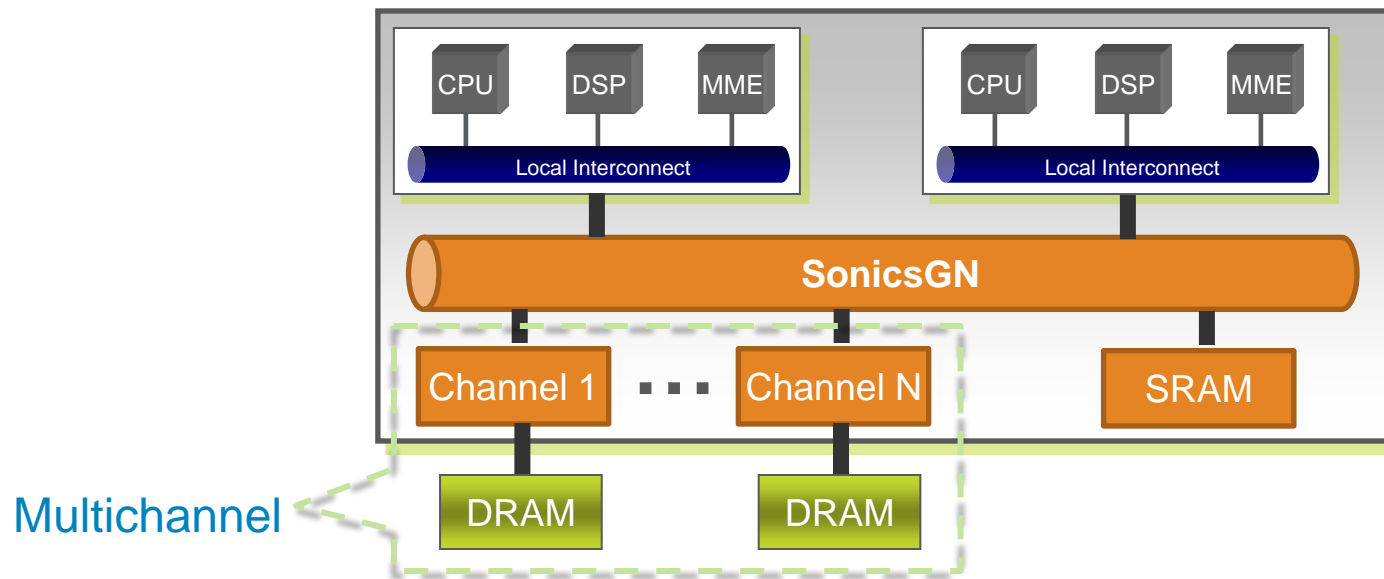 CPU DSP MME
Local Interconnect
CPU DSP MME
Local Interconnect
SonicsGN
Channel 1 ... Channel N
SRAM
Multichannel
DRAM
DRAM